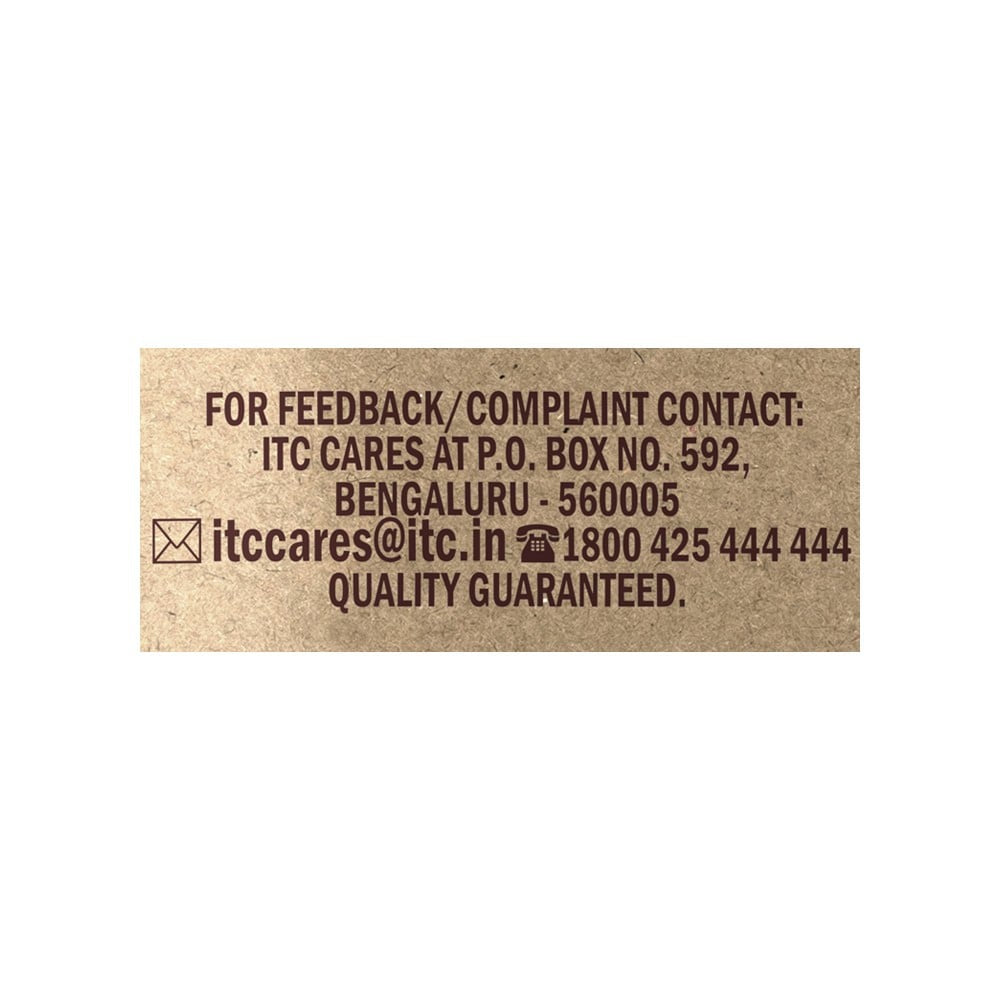 FOR FEEDBACK/COMPLAINT CONTACT:
ITC CARES AT P.O. BOX NO. 592,
BENGALURU - 560005
itccares@itc.in 1800 425 444 444
QUALITY GUARANTEED.